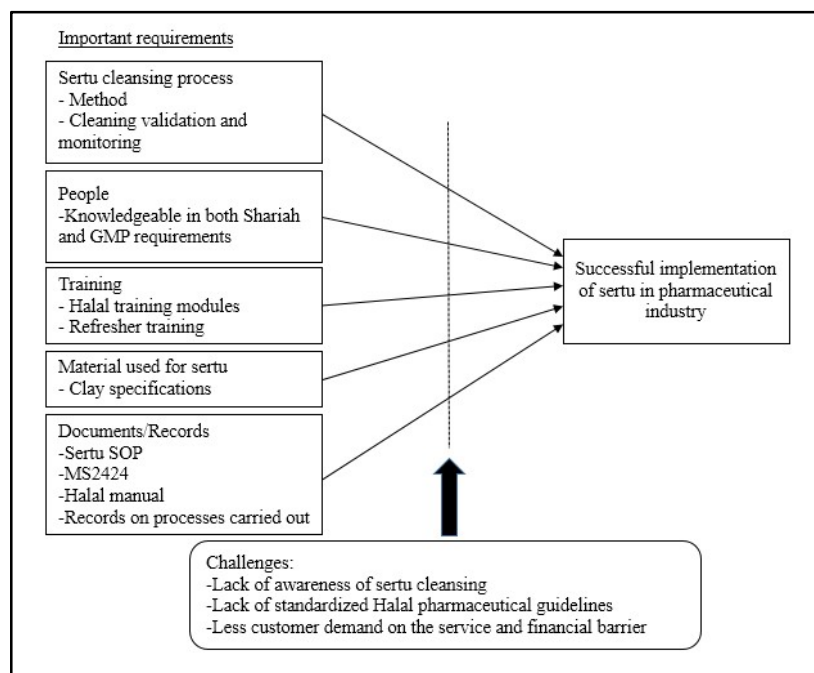 Important requirements
Sertu cleansing process
- Method
- Cleaning validation and
monitoring
People
-Knowledgeable in both Shariah
and GMP requirements
Training
- Halal training modules
- Refresher training
Material used for sertu
- Clay specifications
Documents/Records
-Sertu SOP
-MS2424
-Halal manual
-Records on processes carried out
Successful implementation
of sertu in pharmaceutical
industry
Challenges:
-Lack of awareness of sertu cleansing
-Lack of standardized Halal pharmaceutical guidelines
-Less customer demand on the service and financial barrier